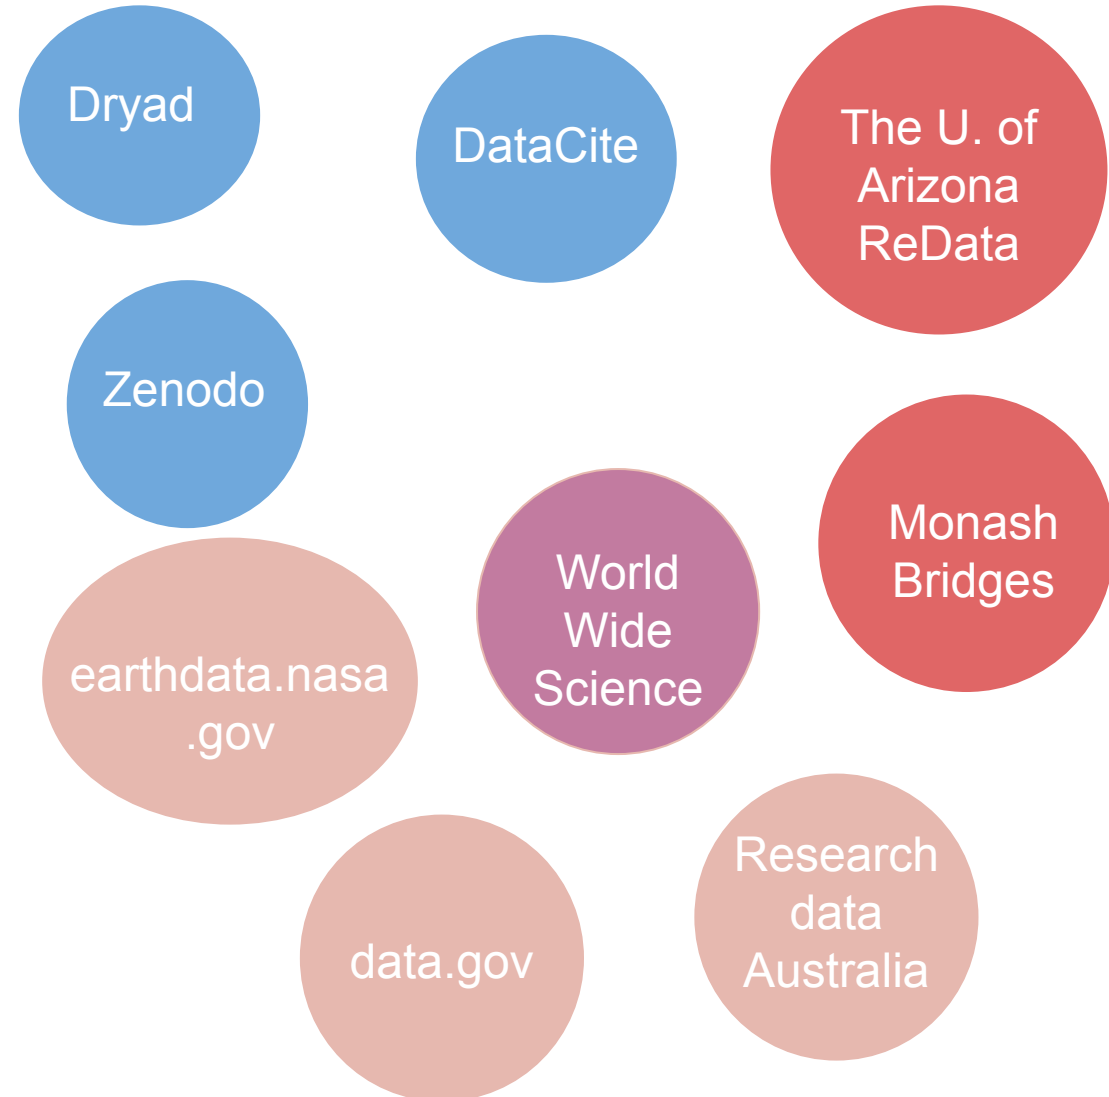 Dryad
DataCite
The U. of
Arizona
ReData
Zenodo
Monash
Bridges
World
Wide
Science
earthdata.nasa
.gov
Research
data
Australia
data.gov